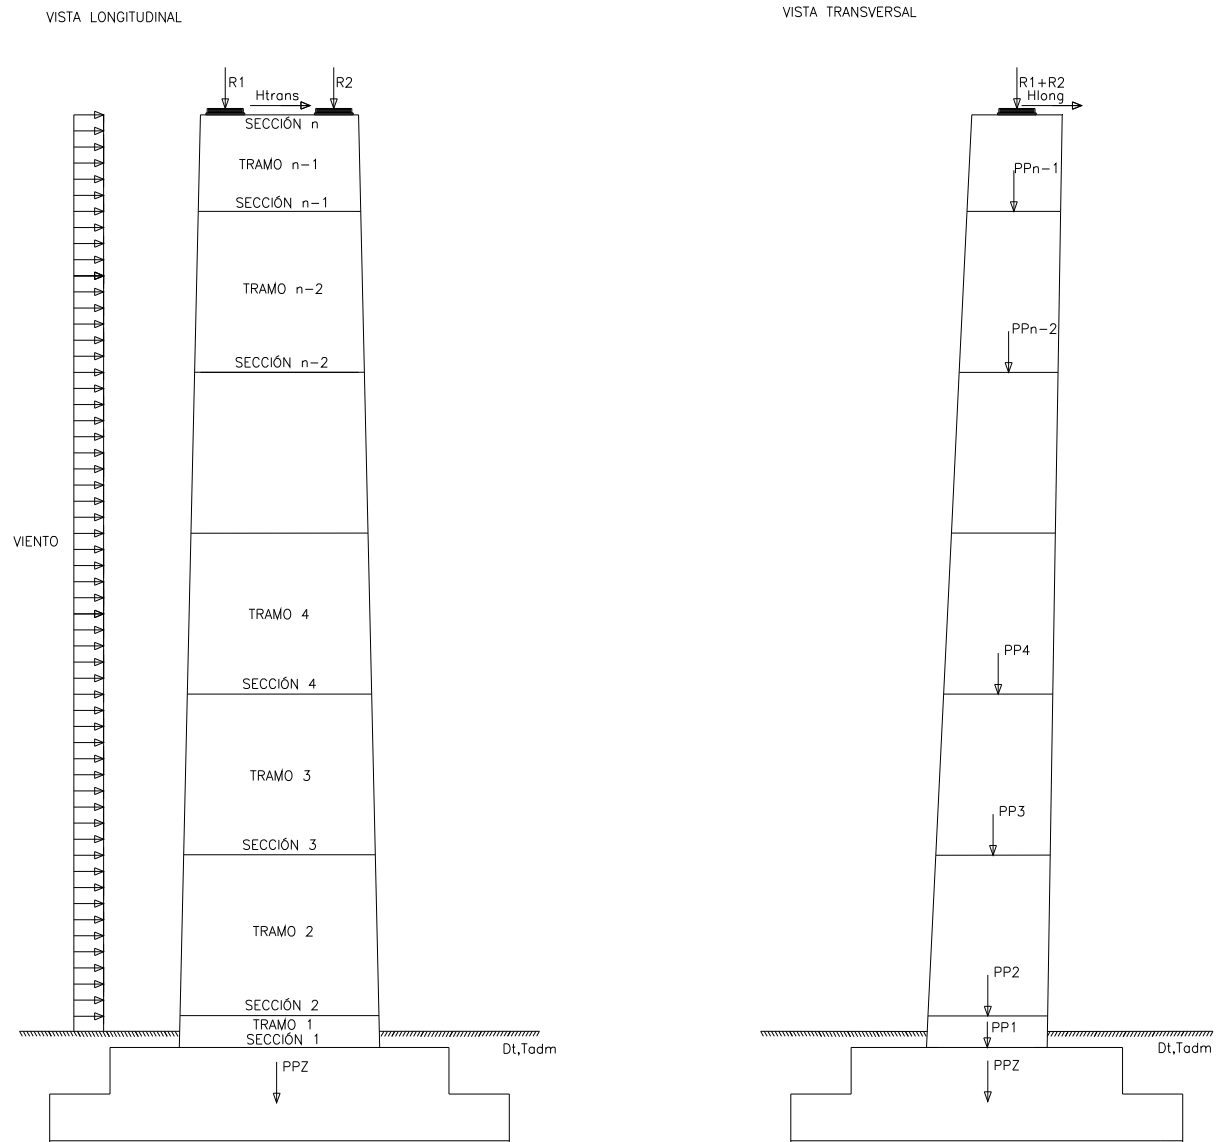 VISTA LONGITUDINAL
R1
R2
Htrans
SECCIÓN n
TRAMO n-1
SECCIÓN n-1
TRAMO n-2
SECCIÓN n-2
VIENTO
TRAMO 4
SECCIÓN 4
TRAMO 3
SECCIÓN 3
TRAMO 2
SECCIÓN 2
TRAMO 1
SECCIÓN 1
Dt,Tadm
PPZ
VISTA TRANSVERSAL
R1+R2
Hlong
PPn-1
PPn-2
PP4
PP3
PP2
PP1
Dt,Tadm
PPZ